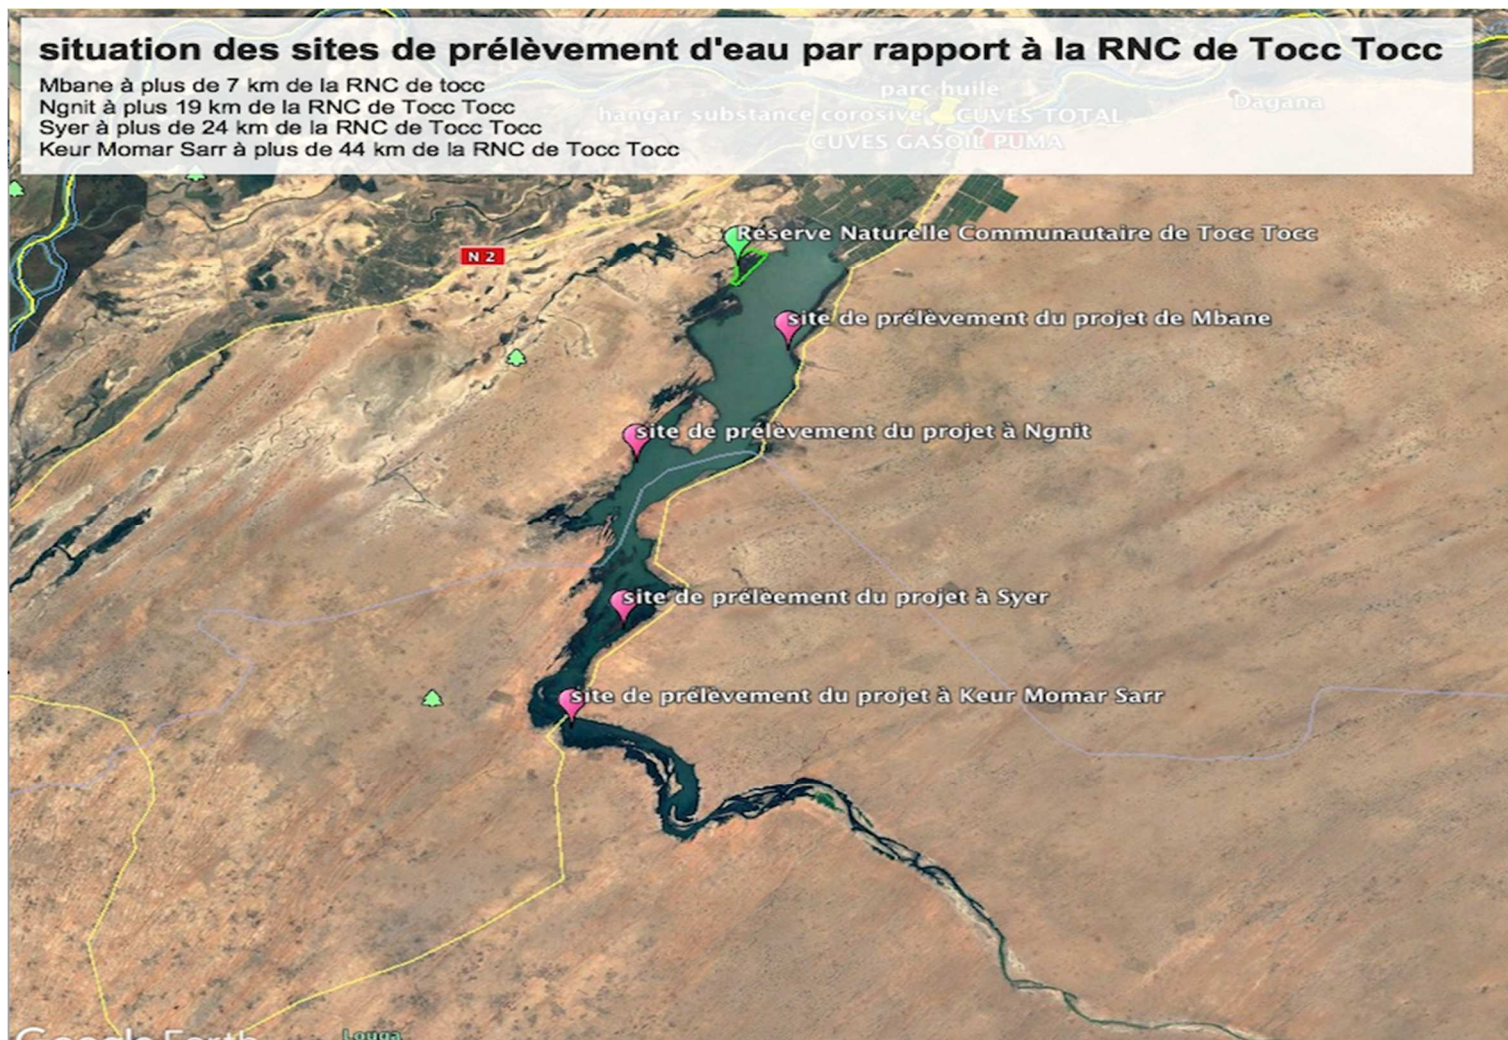 situation des sites de prélèvement d'eau par rapport à la RNC de Tocc Tocc
Mbane à plus de 7 km de la RNC de tocc
Ngnit à plus 19 km de la RNC de Tocc Tocc
Syer à plus de 24 km de la RNC de Tocc Tocc
Keur Momar Sarr à plus de 44 km de la RNC de Tocc Tocc
parc huile
Dagana
hangar substance corosive
CUVES TOTAL
CUVES GASOIL PUMA
Réserve Naturelle Communautaire de Tocc Tocc
N 2
site de prélèvement du projet de Mbane
site de prélèvement du projet à Ngnit
site de préleement du projet à Syer
site de prélèvement du projet à Keur Momar Sarr
Google Earth
Louga